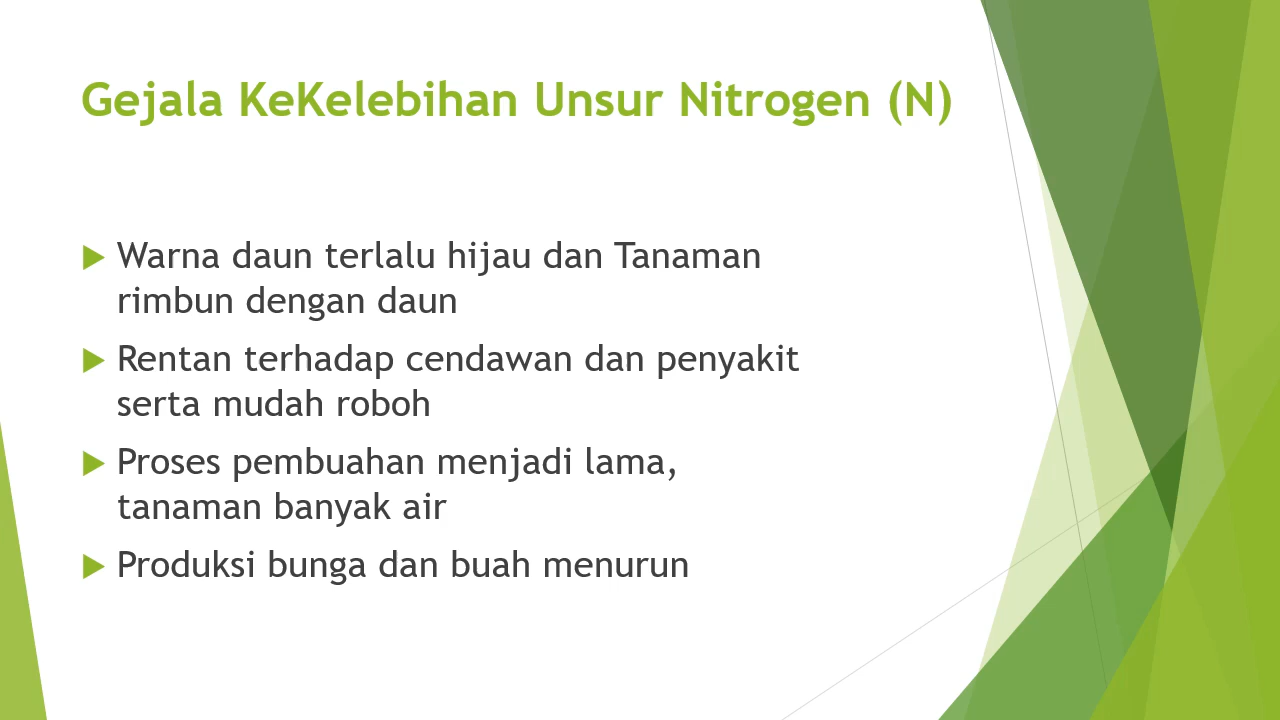 Gejala KeKelebihan Unsur Nitrogen (N)
Warna daun terlalu hijau dan Tanaman
rimbun dengan daun
Rentan terhadap cendawan dan penyakit
serta mudah roboh
Proses pembuahan menjadi lama,
tanaman banyak air
Produksi bunga dan buah menurun